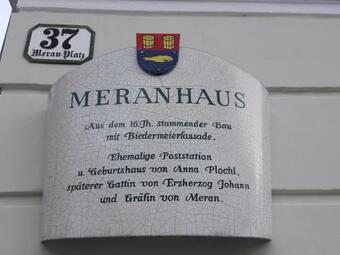 37
Meran-Platz
MERANHAUS
Aus dem 16.Jh. stammender Bau
mit Biedermeierfassade.
Ehemalige Poststation
u. Geburtshaus von Anna Plochl,
späterer Gattin von Erzherzog Johann
und Gräfin von Meran.